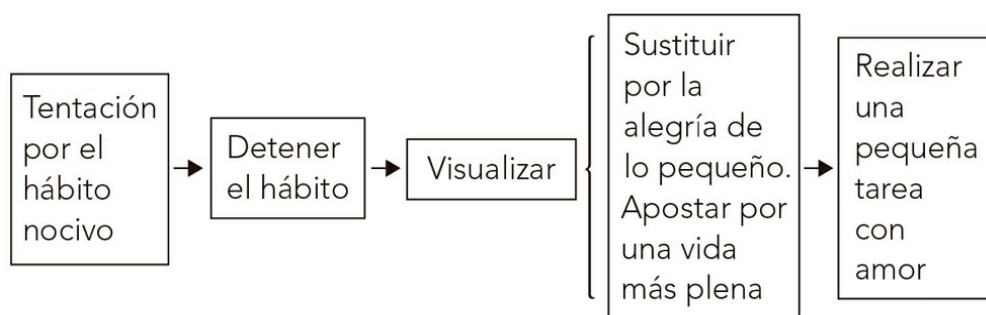 Tentación
por el
hábito
nocivo
Detener
el hábito
Visualizar
Sustituir
por la
alegría de
lo pequeño.
Apostar por
una vida
más plena
Realizar
una
pequeña
tarea
con
amor